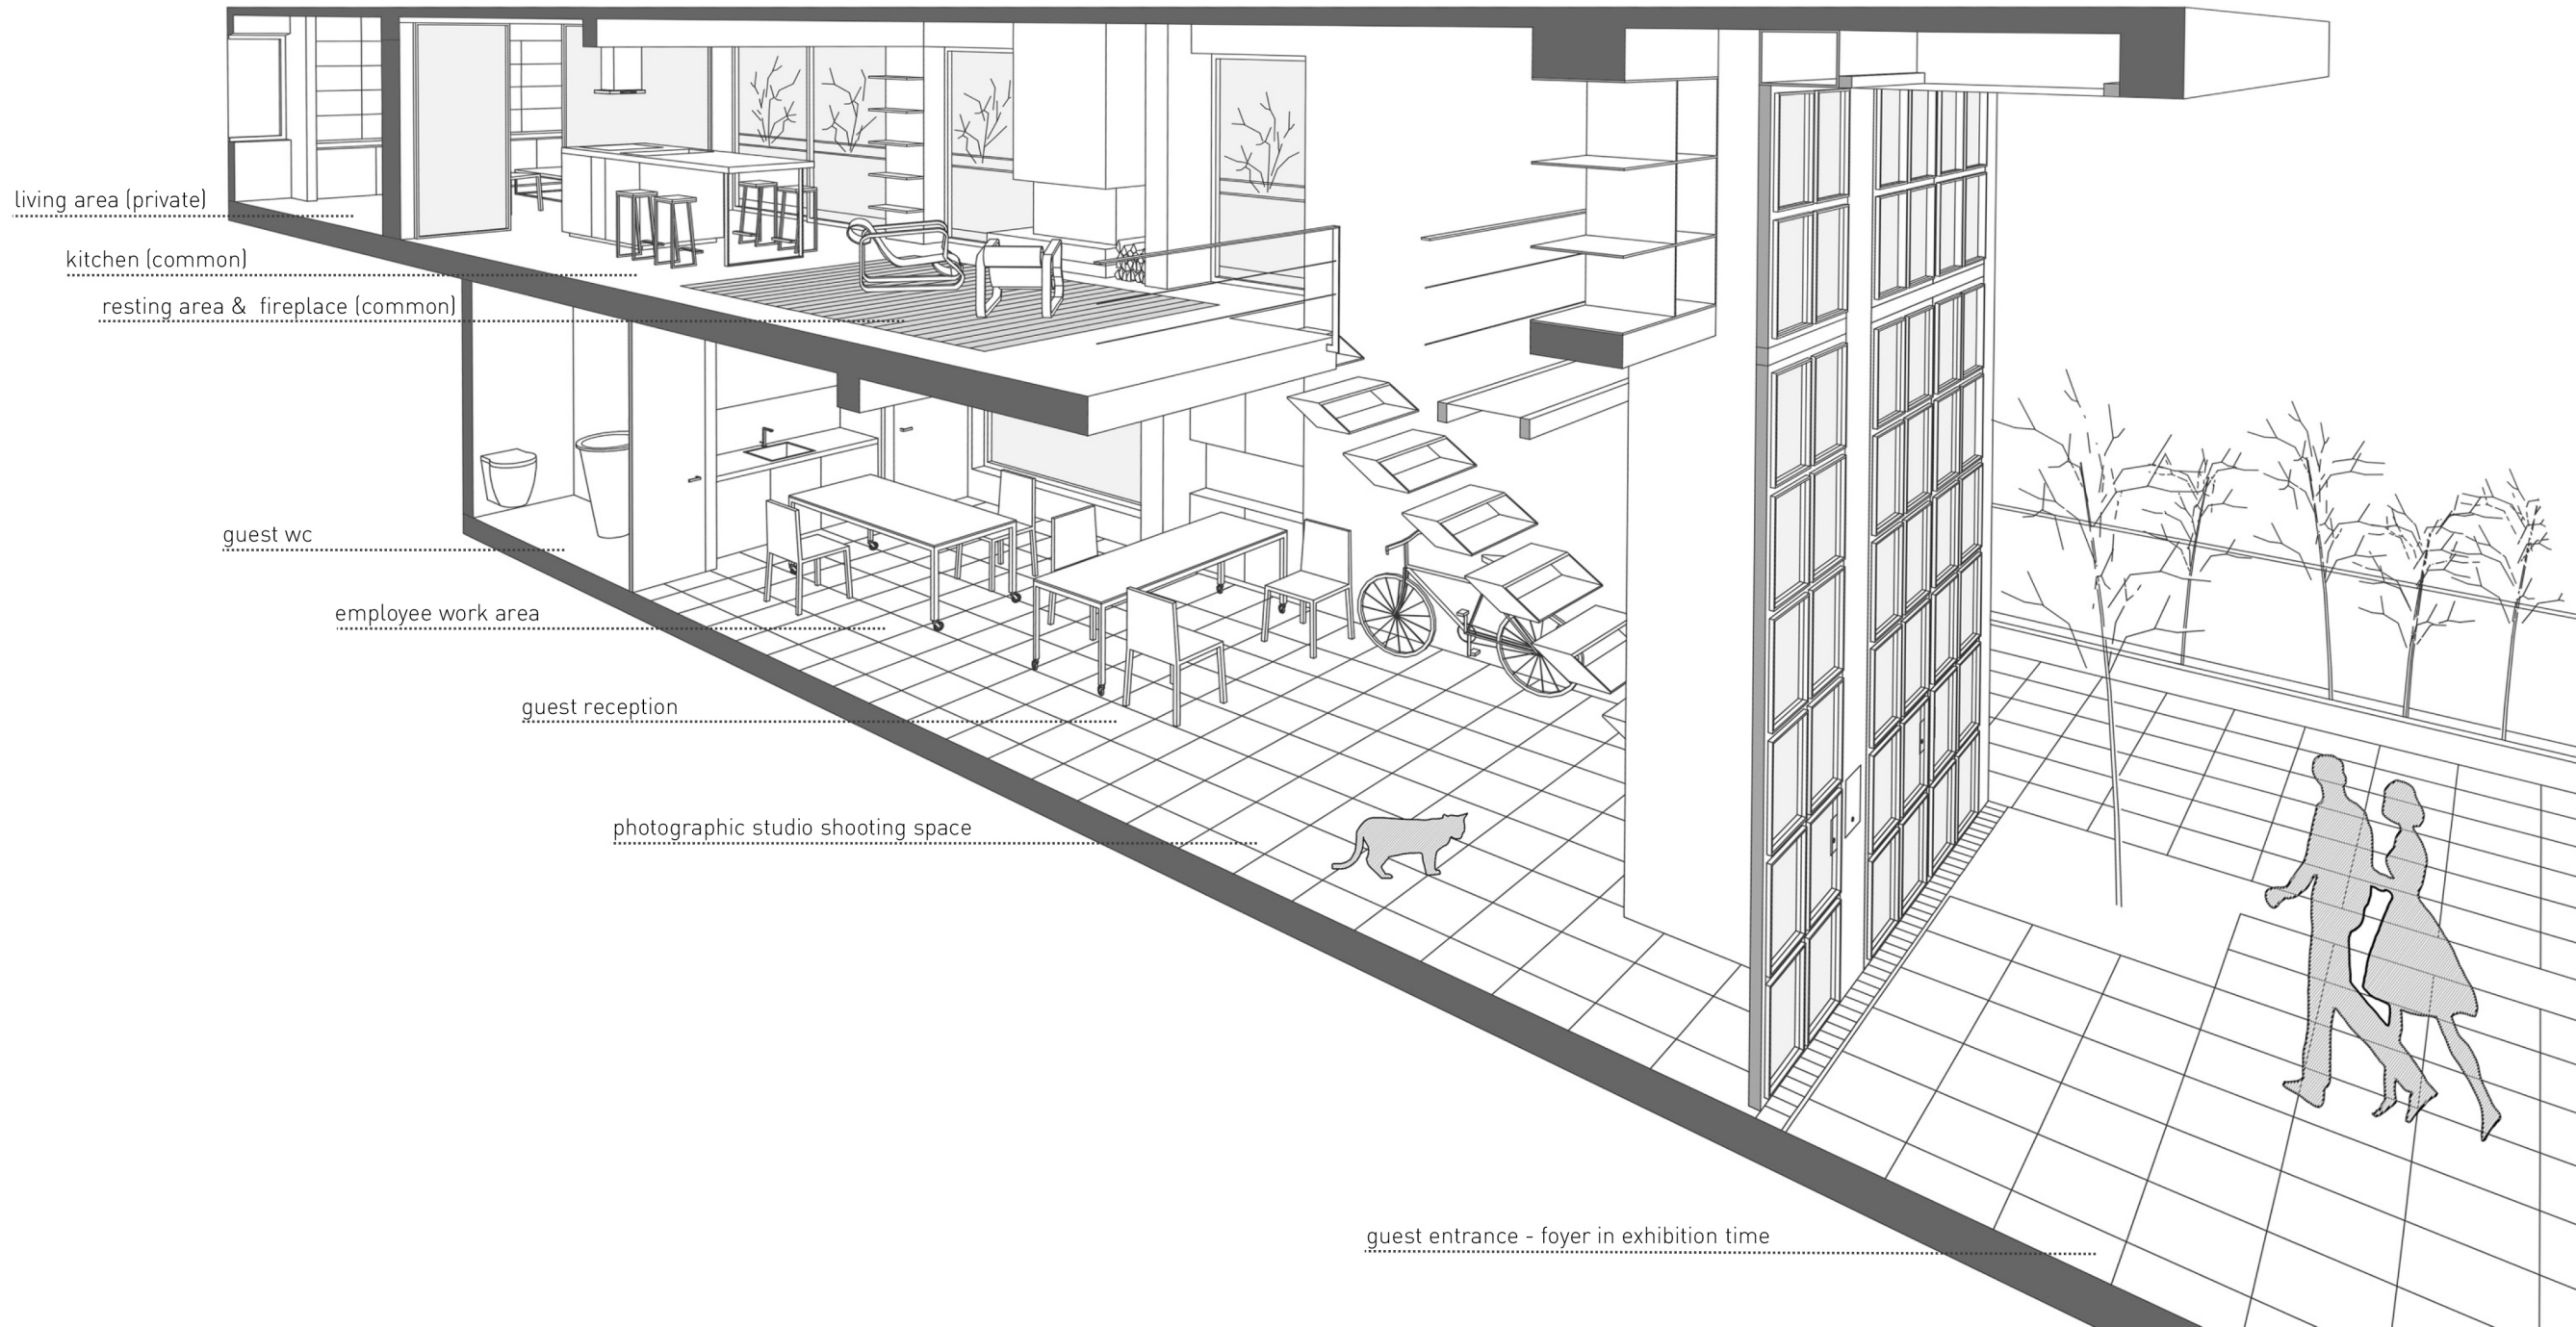 living area (private)
kitchen (common)
resting area &  fireplace (common)
guest wc
employee work area
guest reception
photographic studio shooting space
guest entrance - foyer in exhibition time